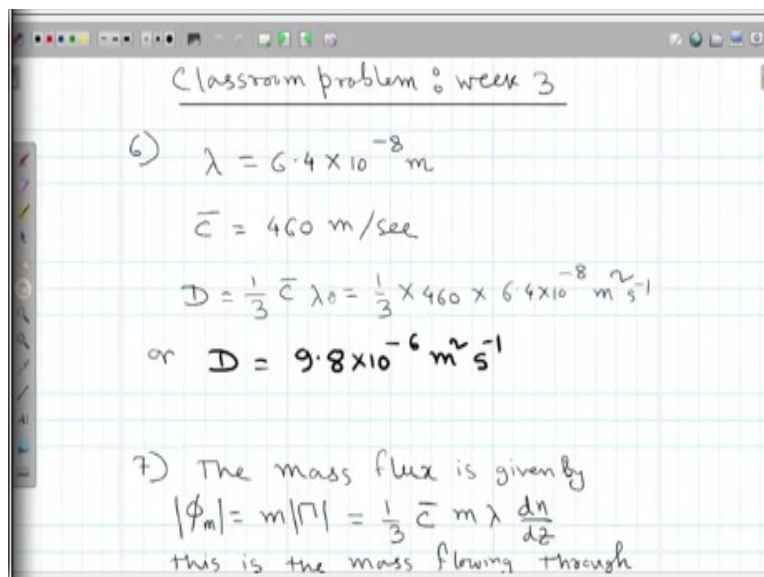 Classroom problem : week 3
6) λ = 6.4 × 10⁻⁸ m
c̄ = 460 m/sec
D = 1/3 c̄ λ₀ = 1/3 × 460 × 6.4×10⁻⁸ m² s⁻¹
or D = 9.8×10⁻⁶ m² s⁻¹
7) The mass flux is given by
|ϕₘ| = m|Γ| = 1/3 c̄ m λ dn/dz
this is the mass flowing through